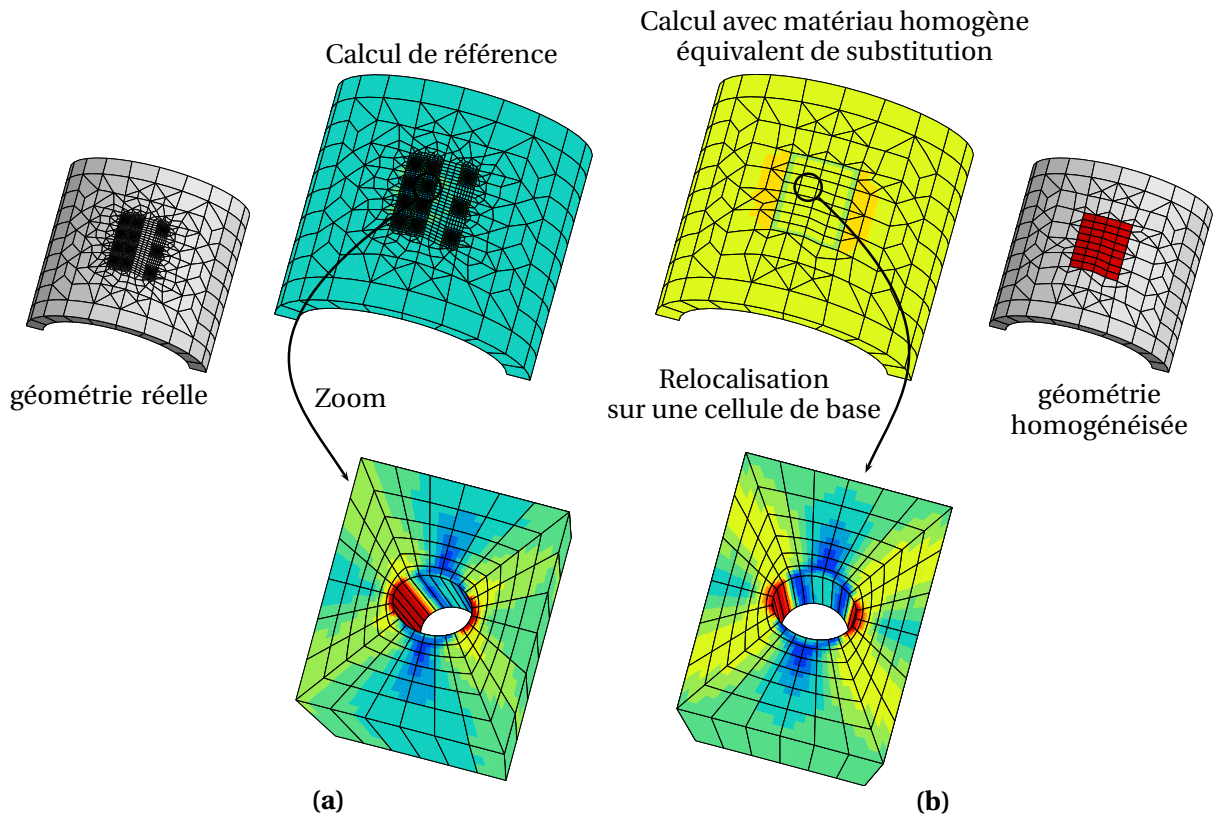 Calcul de référence
Calcul avec matériau homogène
équivalent de substitution
géométrie réelle
Zoom
Relocalisation
sur une cellule de base
géométrie
homogénéisée
(a)
(b)